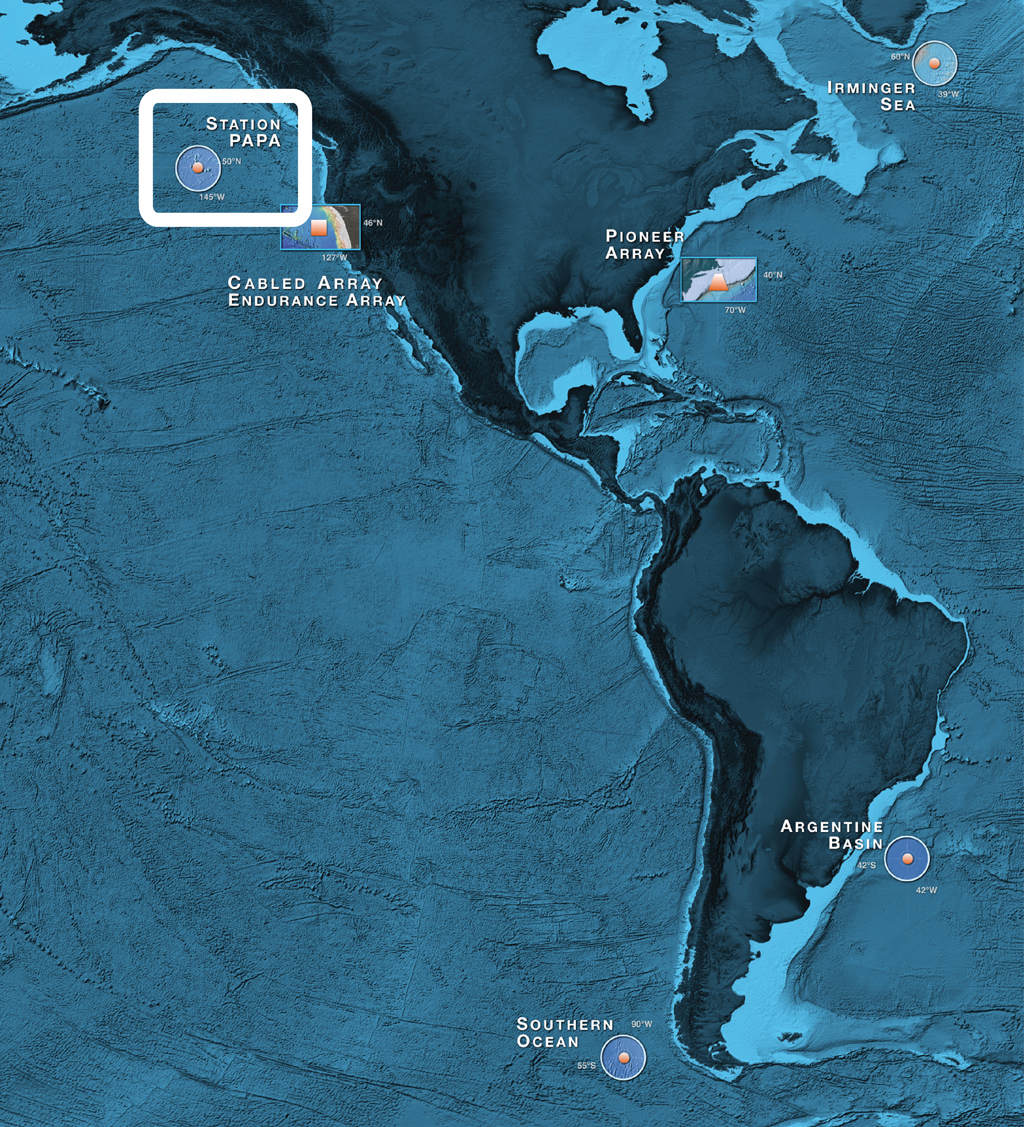 60°N
IRMINGER
SEA
39°W
STATION
PAPA
50°N
145°W
46°N
127°W
CABLED ARRAY
ENDURANCE ARRAY
PIONEER
ARRAY
40°N
70°W
ARGENTINE
BASIN
42°S
42°W
SOUTHERN
OCEAN
90°W
55°S